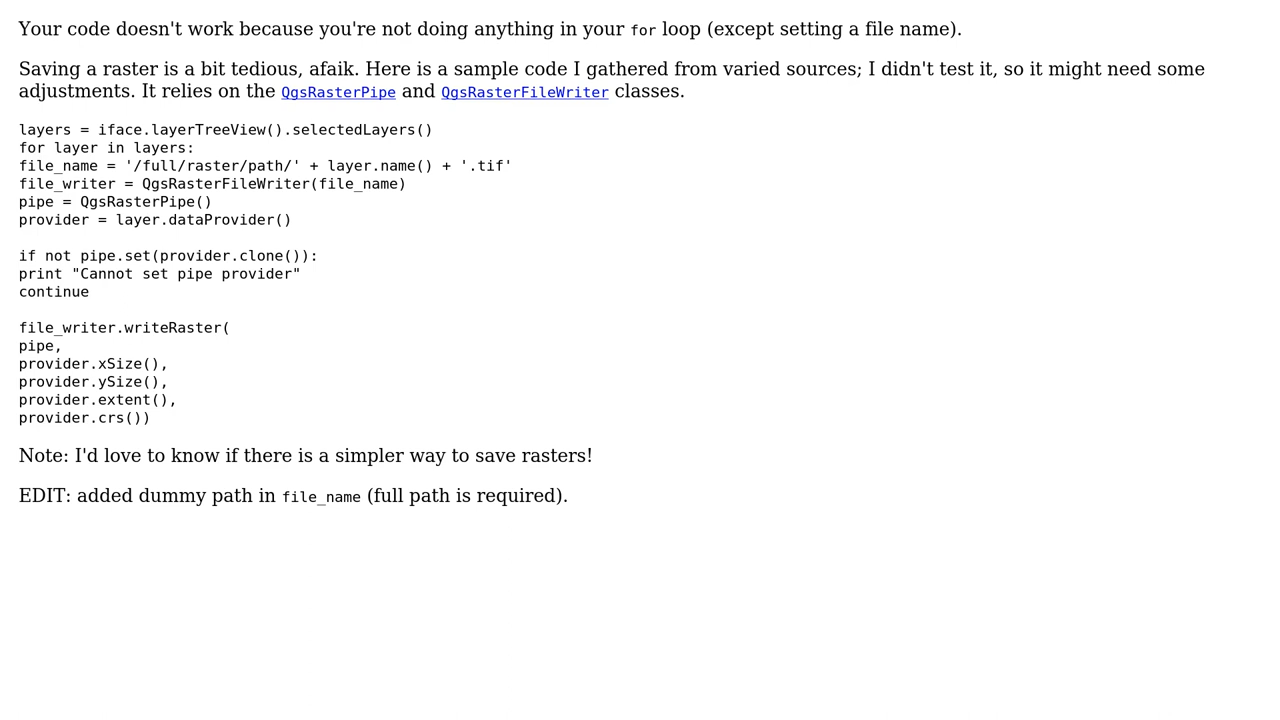 Your code doesn't work because you're not doing anything in your for loop (except setting a file name).
Saving a raster is a bit tedious, afaik. Here is a sample code I gathered from varied sources; I didn't test it, so it might need some
adjustments. It relies on the QgsRasterPipe and QgsRasterFileWriter classes.
layers = iface.layerTreeView().selectedLayers()
for layer in layers:
file_name = '/full/raster/path/' + layer.name() + '.tif'
file_writer = QgsRasterFileWriter(file_name)
pipe = QgsRasterPipe()
provider = layer.dataProvider()
if not pipe.set(provider.clone()):
print "Cannot set pipe provider"
continue
file_writer.writeRaster(
pipe,
provider.xSize(),
provider.ySize(),
provider.extent(),
provider.crs())
Note: I'd love to know if there is a simpler way to save rasters!
EDIT: added dummy path in file_name (full path is required).